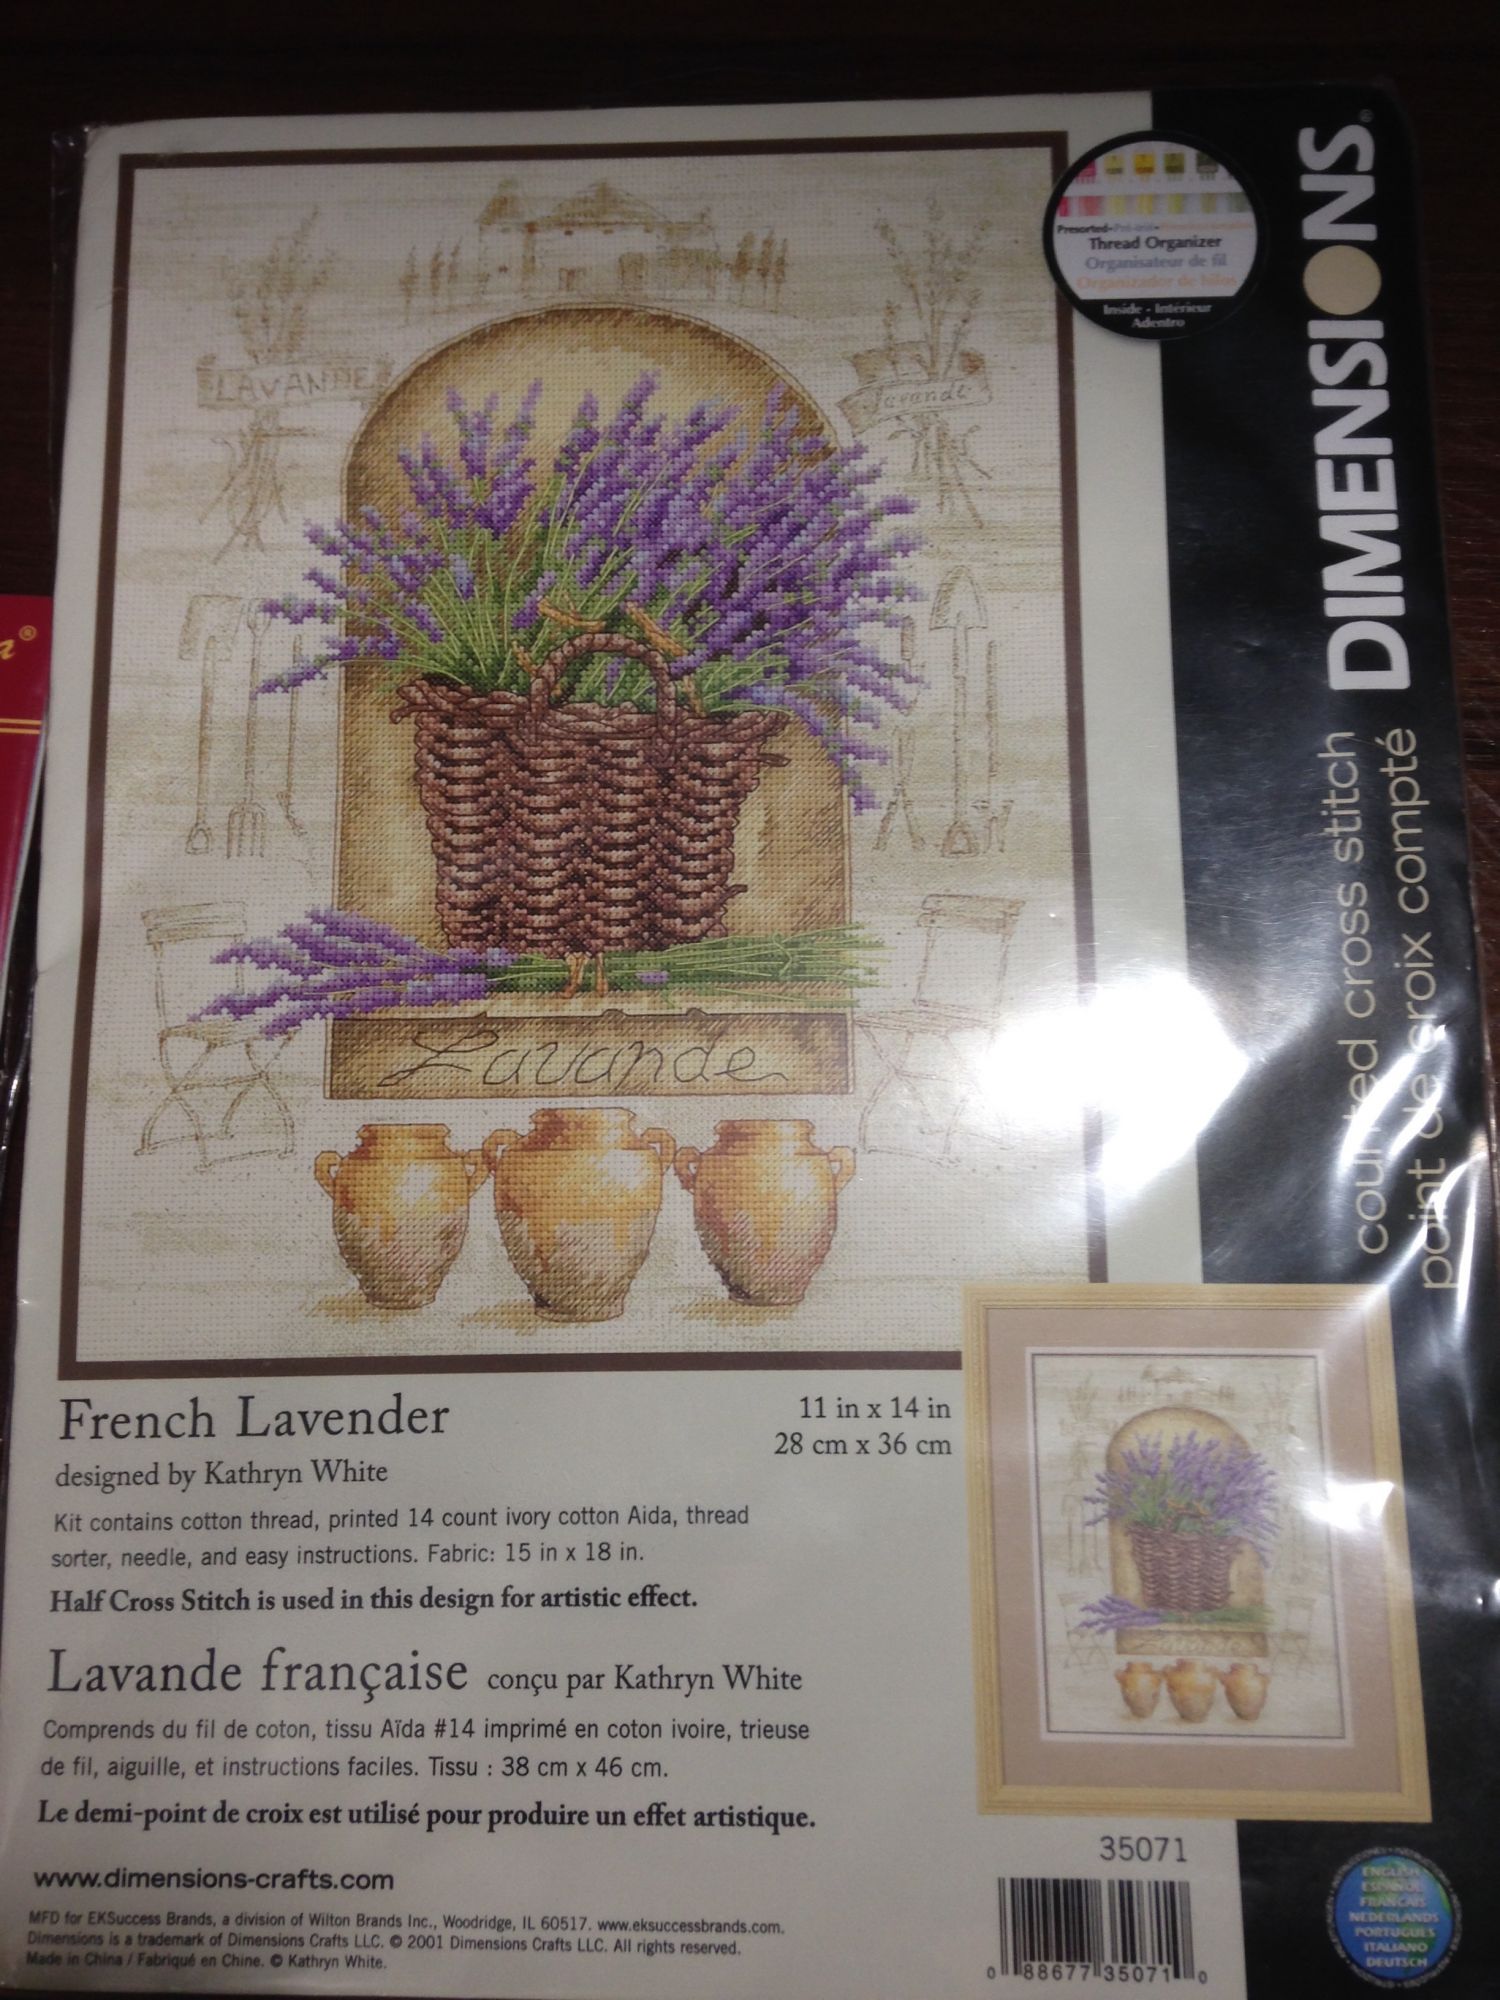 DIMENSIONS®
counted cross stitch
point de croix compté
Thread Organizer
Organisateur de fil
Organizador de hilos
Inside - Intérieur
Adentro
LAVANDE
Lavande
Lavande
French Lavender
designed by Kathryn White
11 in x 14 in
28 cm x 36 cm
Kit contains cotton thread, printed 14 count ivory cotton Aida, thread
sorter, needle, and easy instructions. Fabric: 15 in x 18 in.
Half Cross Stitch is used in this design for artistic effect.
Lavande française conçu par Kathryn White
Comprends du fil de coton, tissu Aïda #14 imprimé en coton ivoire, trieuse
de fil, aiguille, et instructions faciles. Tissu : 38 cm x 46 cm.
Le demi-point de croix est utilisé pour produire un effet artistique.
www.dimensions-crafts.com
MFD for EKSuccess Brands, a division of Wilton Brands Inc., Woodridge, IL 60517. www.eksuccessbrands.com.
Dimensions is a trademark of Dimensions Crafts LLC. © 2001 Dimensions Crafts LLC. All rights reserved.
Made in China / Fabriqué en Chine. © Kathryn White.
35071
0 88677 35071 0
ENGLISH
ESPAÑOL
FRANÇAIS
NEDERLANDS
PORTUGUÊS
ITALIANO
DEUTSCH